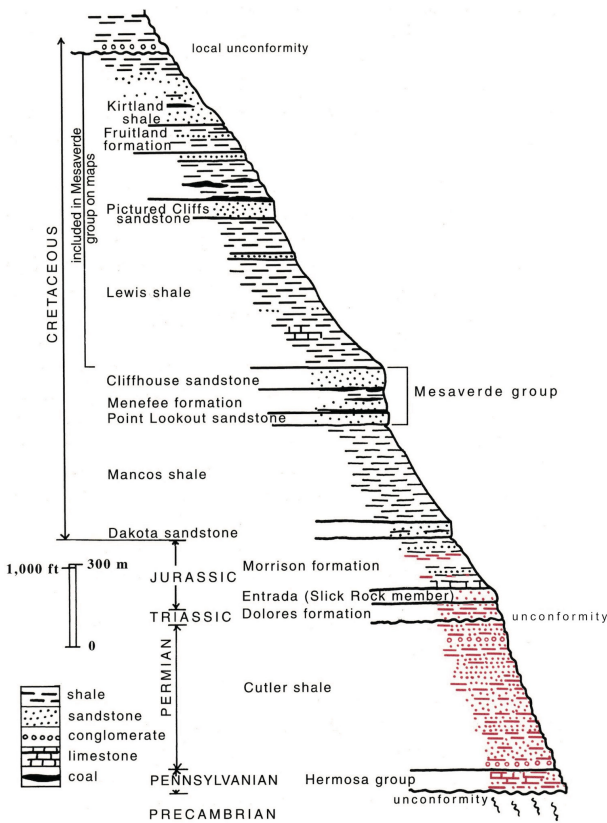 local unconformity
Kirtland
shale
Fruitland
formation
included in Mesaverde
group on maps
Pictured Cliffs
sandstone
CRETACEOUS
Lewis shale
Cliffhouse sandstone
Menefee formation
Point Lookout sandstone
Mesaverde group
Mancos shale
Dakota sandstone
1,000 ft
300 m
0
JURASSIC
Morrison formation
Entrada (Slick Rock member)
TRIASSIC
Dolores formation
unconformity
PERMIAN
Cutler shale
shale
sandstone
conglomerate
limestone
coal
PENNSYLVANIAN
Hermosa group
unconformity
PRECAMBRIAN